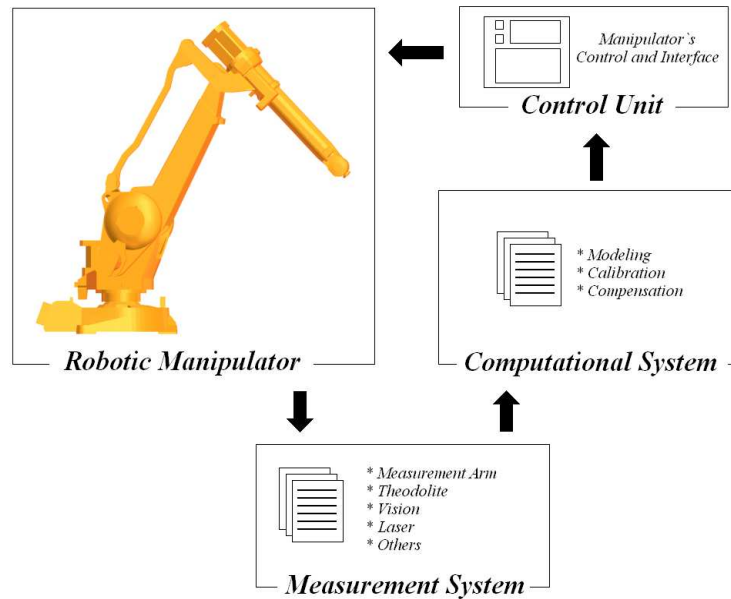 Manipulator`s
Control and Interface
Control Unit
* Modeling
* Calibration
* Compensation
Robotic Manipulator
Computational System
* Measurement Arm
* Theodolite
* Vision
* Laser
* Others
Measurement System